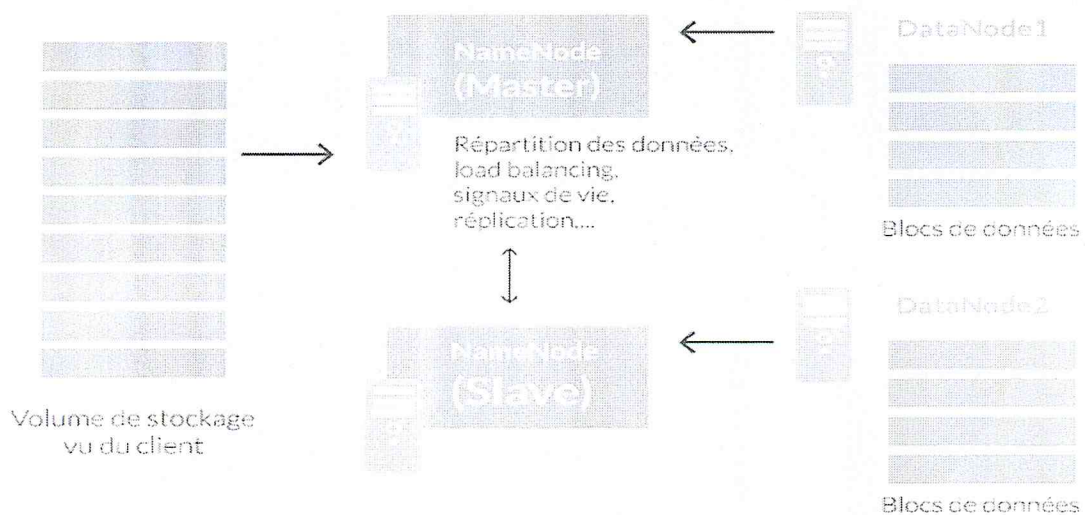 NameNode
(Master)
Répartition des données,
load balancing,
signaux de vie,
réplication,...
NameNode
(Slave)
Volume de stockage
vu du client
DataNode1
Blocs de données
DataNode2
Blocs de données